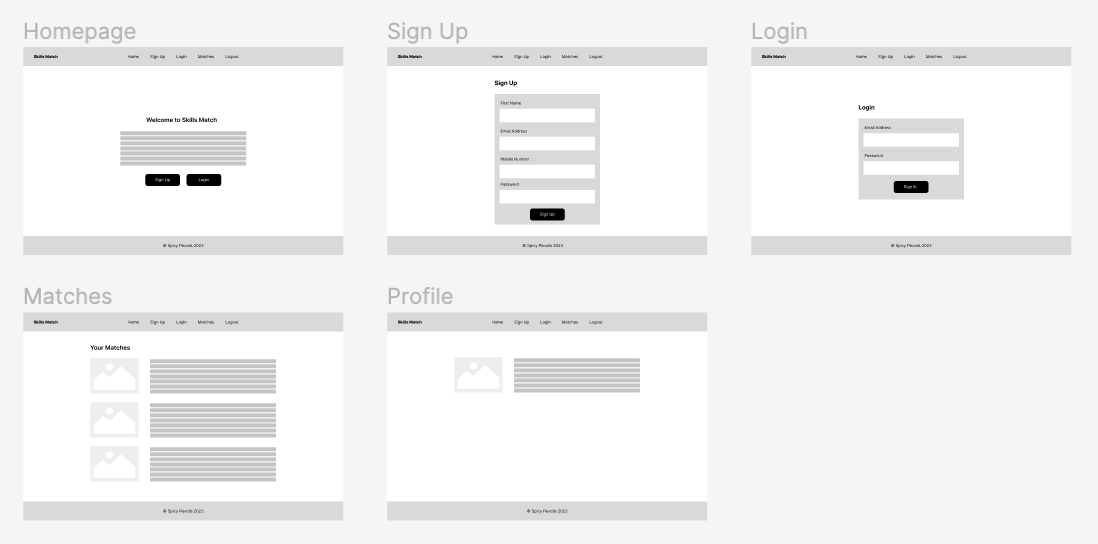 Homepage
Skills Match Home Sign Up Login Matches Logout
Welcome to Skills Match
Sign Up Login
© Spicy Pencils 2023
Sign Up
Skills Match Home Sign Up Login Matches Logout
Sign Up
First Name
Email Address
Mobile Number
Password
Sign Up
© Spicy Pencils 2023
Login
Skills Match Home Sign Up Login Matches Logout
Login
Email Address
Password
Sign In
© Spicy Pencils 2023
Matches
Skills Match Home Sign Up Login Matches Logout
Your Matches
© Spicy Pencils 2023
Profile
Skills Match Home Sign Up Login Matches Logout
© Spicy Pencils 2023